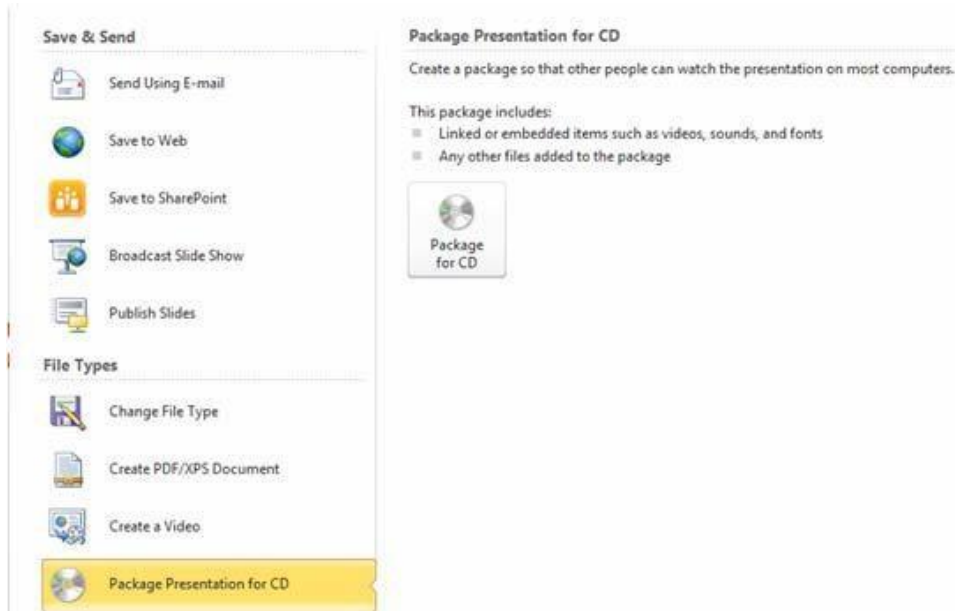 Save & Send
Send Using E-mail
Save to Web
Save to SharePoint
Broadcast Slide Show
Publish Slides
File Types
Change File Type
Create PDF/XPS Document
Create a Video
Package Presentation for CD
Package Presentation for CD
Create a package so that other people can watch the presentation on most computers.
This package includes:
Linked or embedded items such as videos, sounds, and fonts
Any other files added to the package
Package
for CD